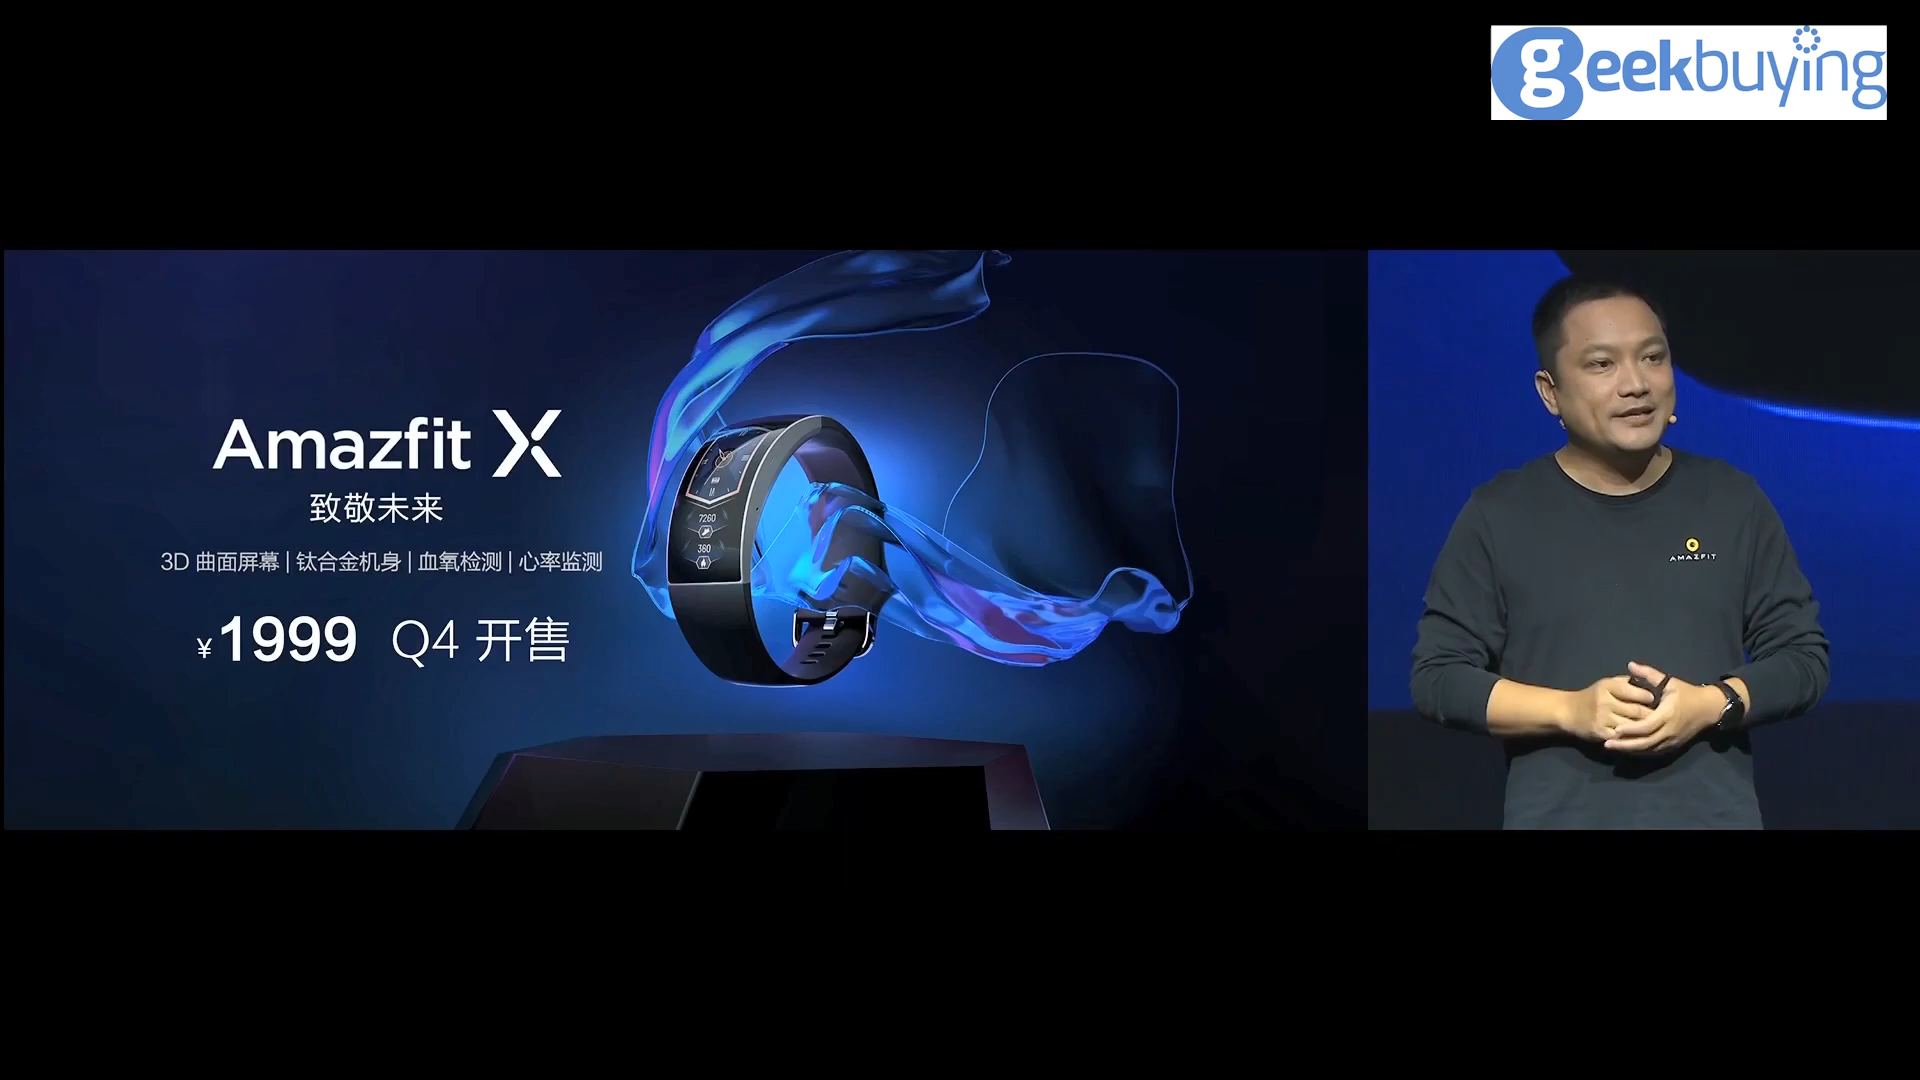 geekbuying
Amazfit X
致敬未来
3D 曲面屏幕 | 钛合金机身 | 血氧检测 | 心率监测
¥1999 Q4 开售
7260
380
AMAZFIT